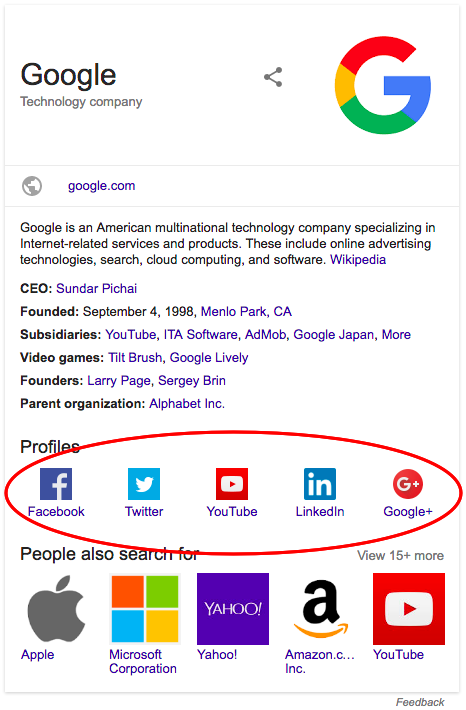 Google
Technology company
google.com
Google is an American multinational technology company specializing in
Internet-related services and products. These include online advertising
technologies, search, cloud computing, and software. Wikipedia
CEO: Sundar Pichai
Founded: September 4, 1998, Menlo Park, CA
Subsidiaries: YouTube, ITA Software, AdMob, Google Japan, More
Video games: Tilt Brush, Google Lively
Founders: Larry Page, Sergey Brin
Parent organization: Alphabet Inc.
Profiles
Facebook Twitter YouTube LinkedIn Google+
People also search for View 15+ more
YAHOO!
Apple Microsoft Yahoo! Amazon.c... YouTube
Corporation Inc.
Feedback